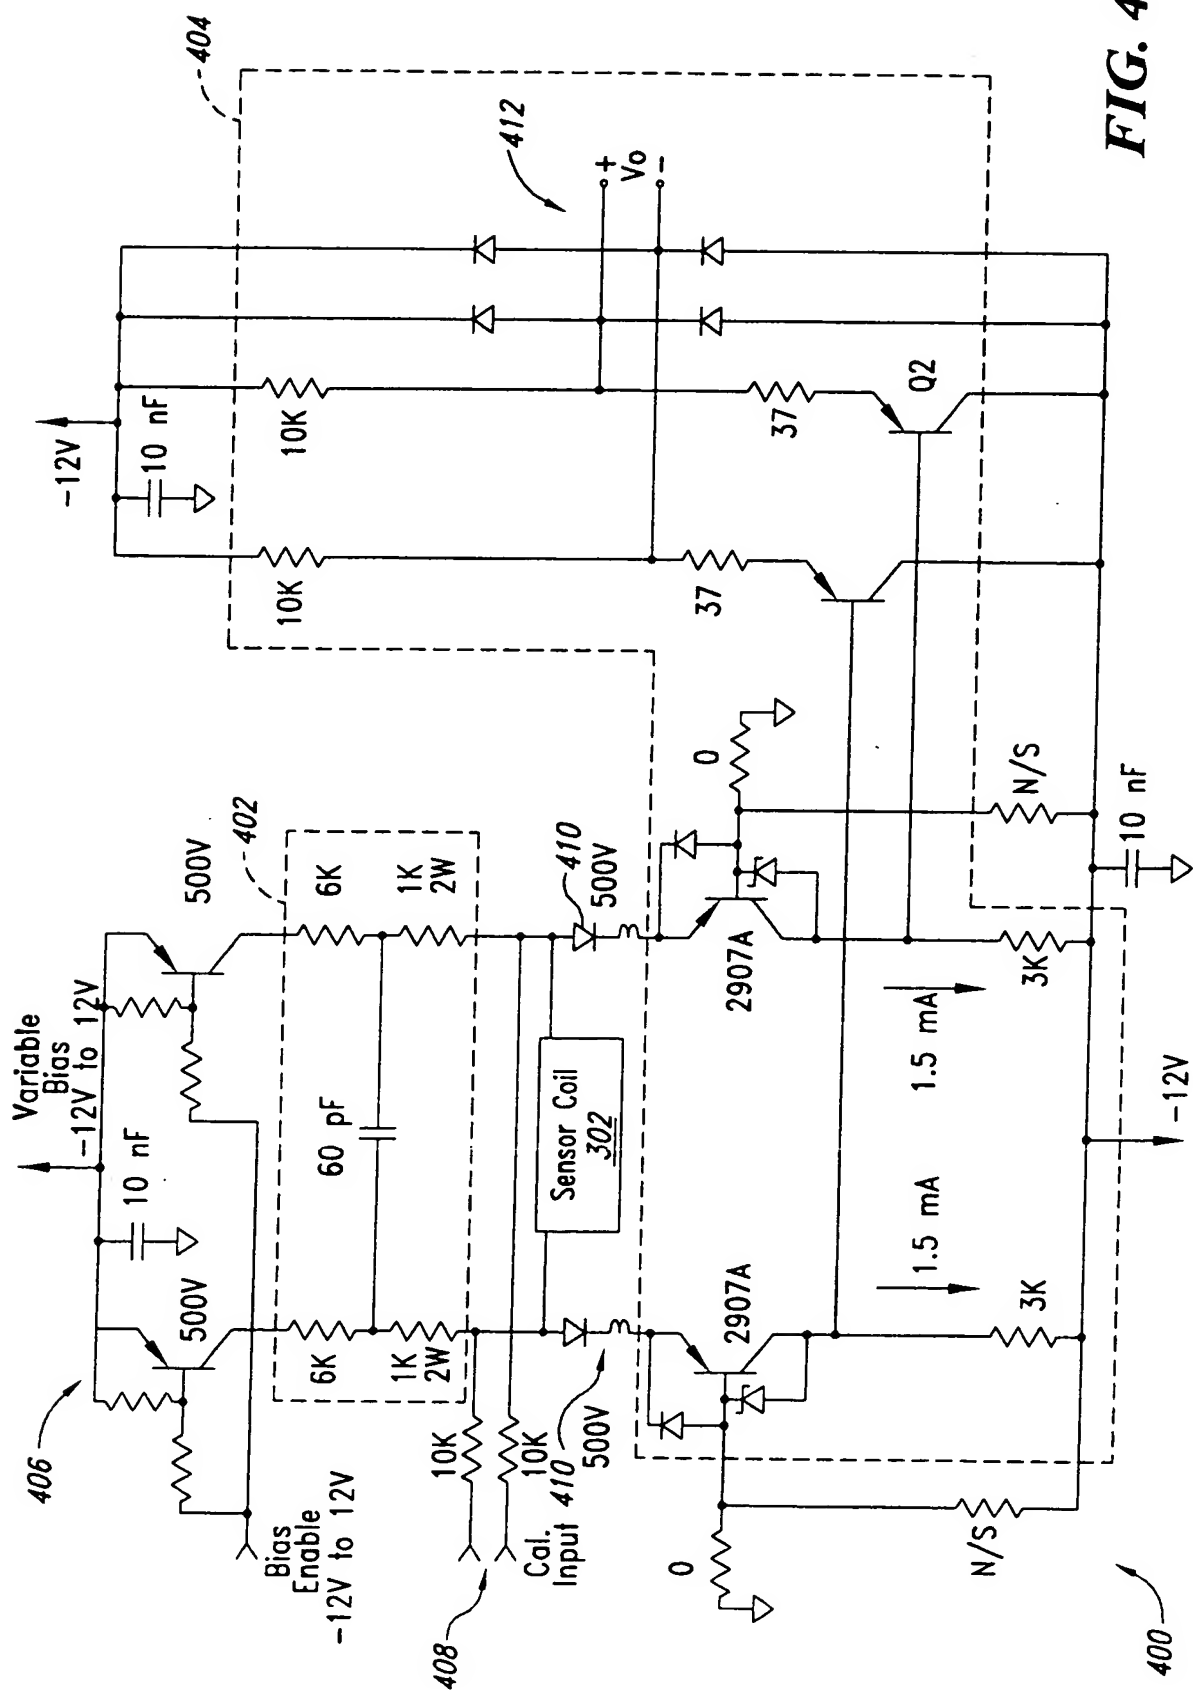 Variable
Bias
-12V to 12V
10 nF
500V
500V
406
Bias
Enable
-12V to 12V
402
6K
6K
60 pF
1K
2W
1K
2W
10K
10K
408
Cal.
Input
410
500V
410
500V
Sensor Coil
302
2907A
2907A
0
0
N/S
N/S
1.5 mA
1.5 mA
3K
3K
-12V
10 nF
400
404
-12V
10 nF
10K
10K
412
+
Vo
-
37
37
Q2
FIG. 4